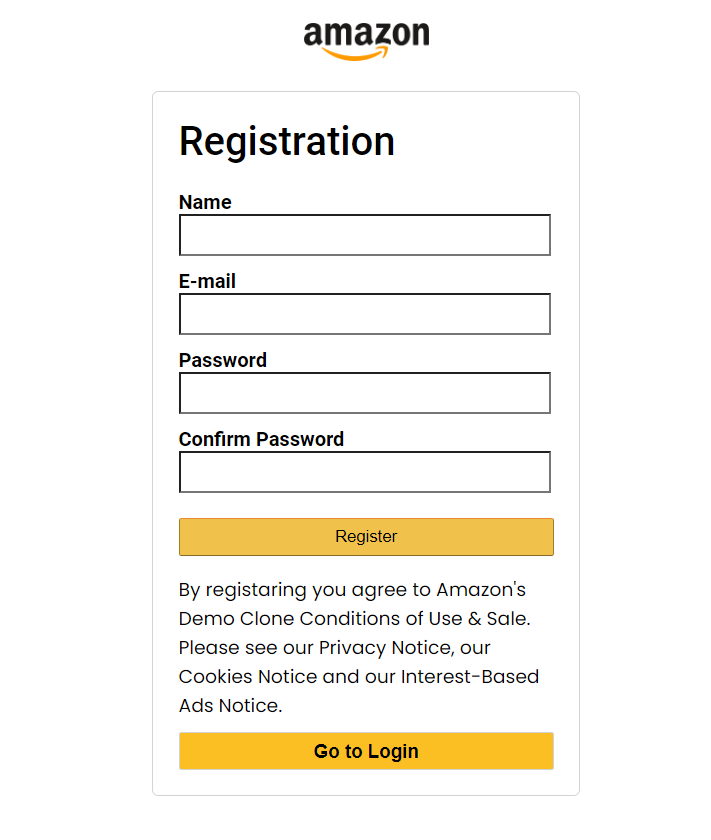 amazon
Registration
Name
E-mail
Password
Confirm Password
Register
By registaring you agree to Amazon's
Demo Clone Conditions of Use & Sale.
Please see our Privacy Notice, our
Cookies Notice and our Interest-Based
Ads Notice.
Go to Login